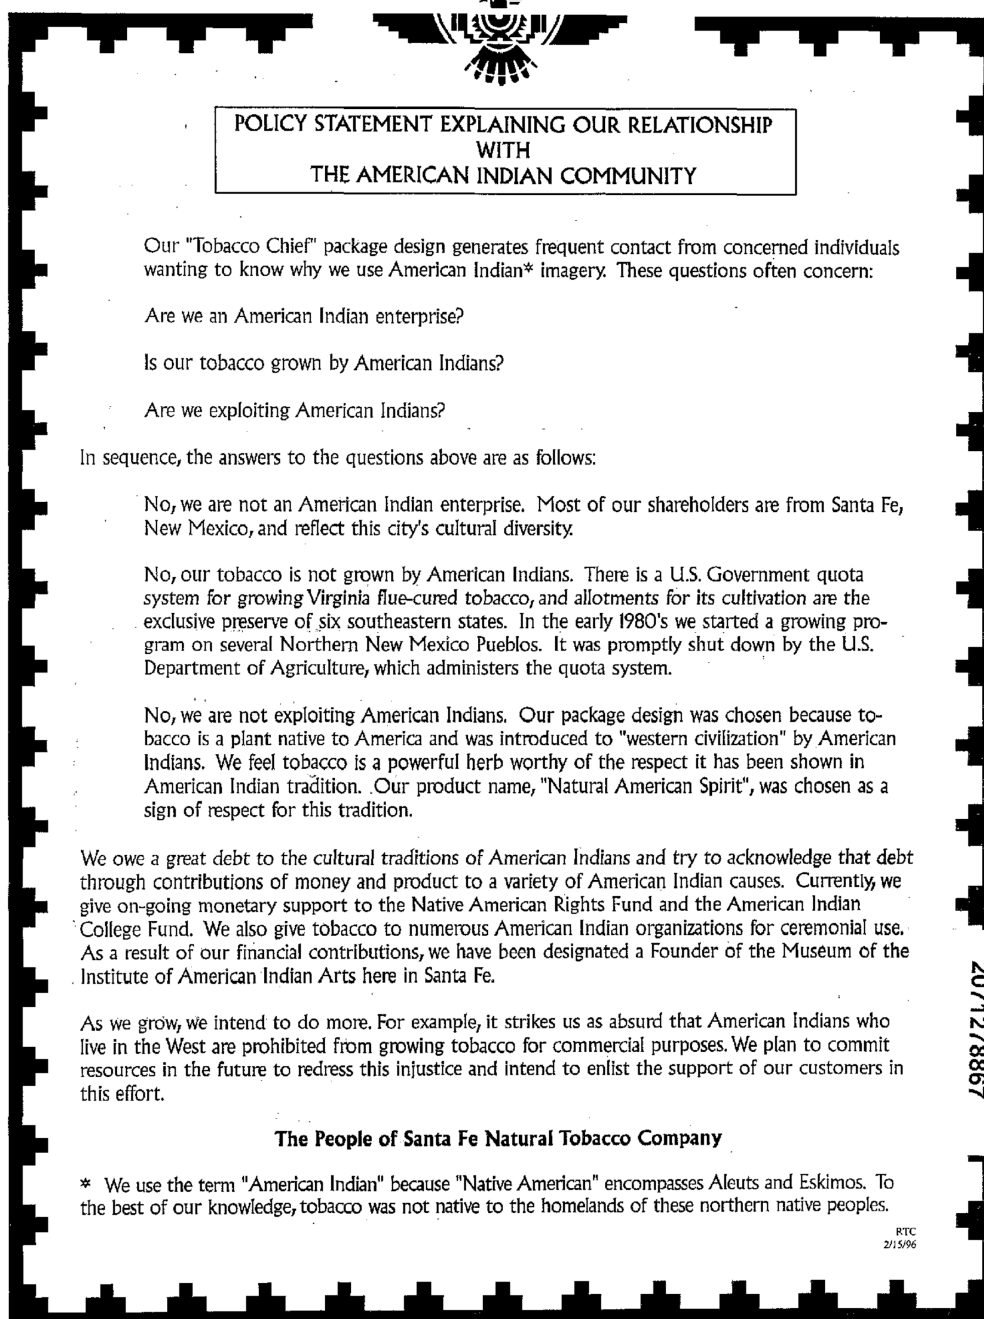 POLICY STATEMENT EXPLAINING OUR RELATIONSHIP
WITH
THE AMERICAN INDIAN COMMUNITY
Our "Tobacco Chief" package design generates frequent contact from concerned individuals
wanting to know why we use American Indian* imagery. These questions often concern:
Are we an American Indian enterprise?
Is our tobacco grown by American Indians?
Are we exploiting American Indians?
In sequence, the answers to the questions above are as follows:
No, we are not an American Indian enterprise. Most of our shareholders are from Santa Fe,
New Mexico, and reflect this city's cultural diversity.
No, our tobacco is not grown by American Indians. There is a U.S. Government quota
system for growing Virginia flue-cured tobacco, and allotments for its cultivation are the
exclusive preserve of six southeastern states. In the early 1980's we started a growing pro-
gram on several Northern New Mexico Pueblos. It was promptly shut down by the U.S.
Department of Agriculture, which administers the quota system.
No, we are not exploiting American Indians. Our package design was chosen because to-
bacco is a plant native to America and was introduced to "western civilization" by American
Indians. We feel tobacco is a powerful herb worthy of the respect it has been shown in
American Indian tradition. Our product name, "Natural American Spirit", was chosen as a
sign of respect for this tradition.
We owe a great debt to the cultural traditions of American Indians and try to acknowledge that debt
through contributions of money and product to a variety of American Indian causes. Currently, we
give on-going monetary support to the Native American Rights Fund and the American Indian
College Fund. We also give tobacco to numerous American Indian organizations for ceremonial use.
As a result of our financial contributions, we have been designated a Founder of the Museum of the
Institute of American Indian Arts here in Santa Fe.
As we grow, we intend to do more. For example, it strikes us as absurd that American Indians who
live in the West are prohibited from growing tobacco for commercial purposes. We plan to commit
resources in the future to redress this injustice and intend to enlist the support of our customers in
this effort.
The People of Santa Fe Natural Tobacco Company
* We use the term "American Indian" because "Native American" encompasses Aleuts and Eskimos. To
the best of our knowledge, tobacco was not native to the homelands of these northern native peoples.
RTC
2/15/96
2071278867